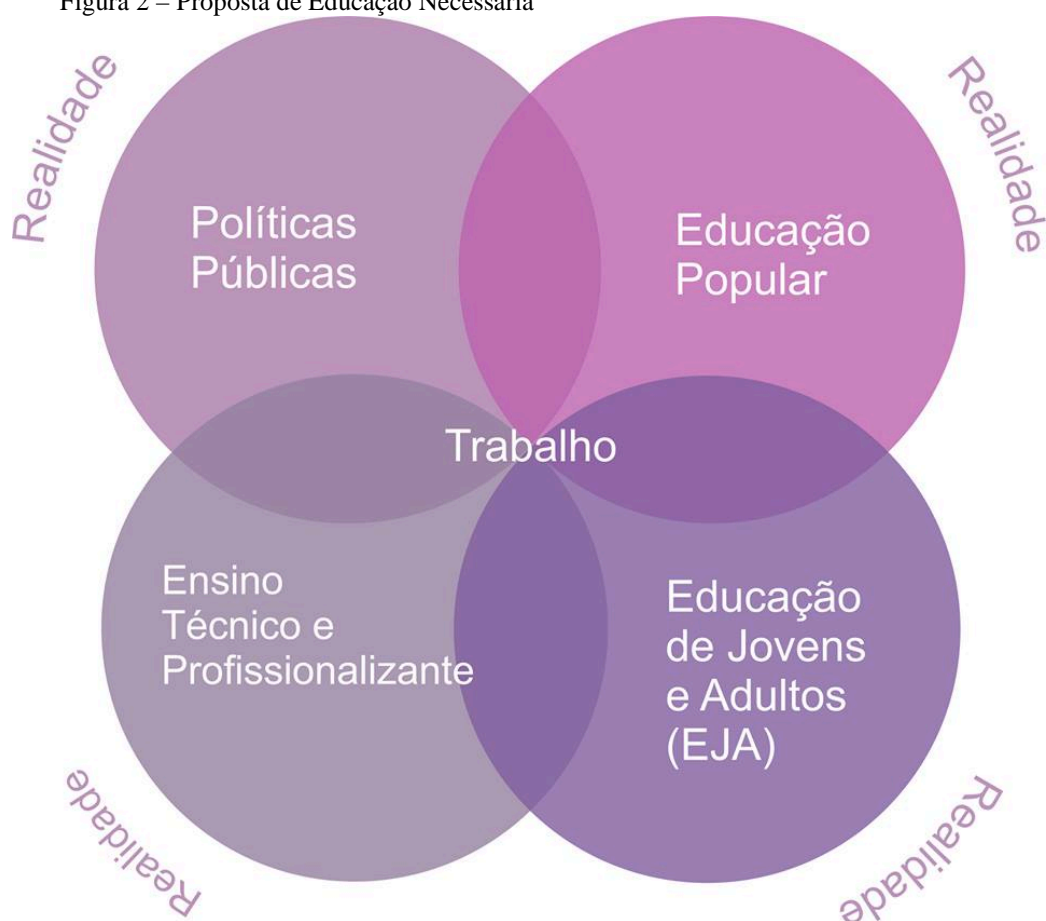 Figura 2 – Proposta de Educação Necessária
Realidade
Realidade
Políticas
Públicas
Educação
Popular
Trabalho
Ensino
Técnico e
Profissionalizante
Educação
de Jovens
e Adultos
(EJA)
Realidade
Realidade